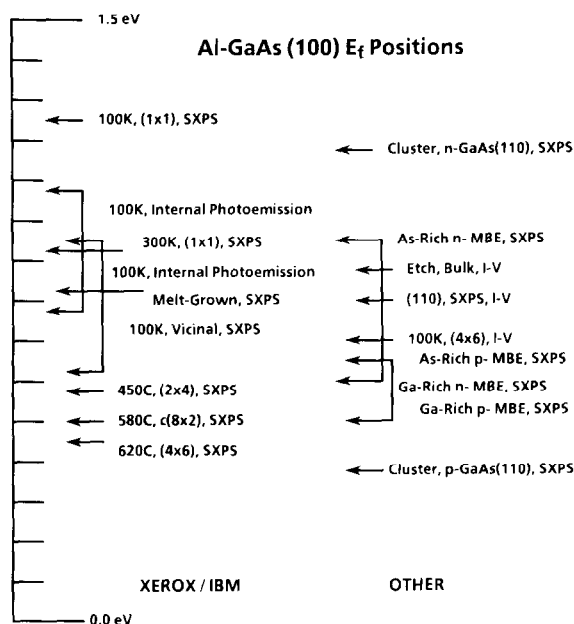 1.5 eV
Al-GaAs (100) Ef Positions
100K, (1x1), SXPS
Cluster, n-GaAs(110), SXPS
100K, Internal Photoemission
300K, (1x1), SXPS
As-Rich n- MBE, SXPS
100K, Internal Photoemission
Etch, Bulk, I-V
Melt-Grown, SXPS
(110), SXPS, I-V
100K, Vicinal, SXPS
100K, (4x6), I-V
As-Rich p- MBE, SXPS
450C, (2x4), SXPS
Ga-Rich n- MBE, SXPS
580C, c(8x2), SXPS
Ga-Rich p- MBE, SXPS
620C, (4x6), SXPS
Cluster, p-GaAs(110), SXPS
XEROX / IBM
OTHER
0.0 eV